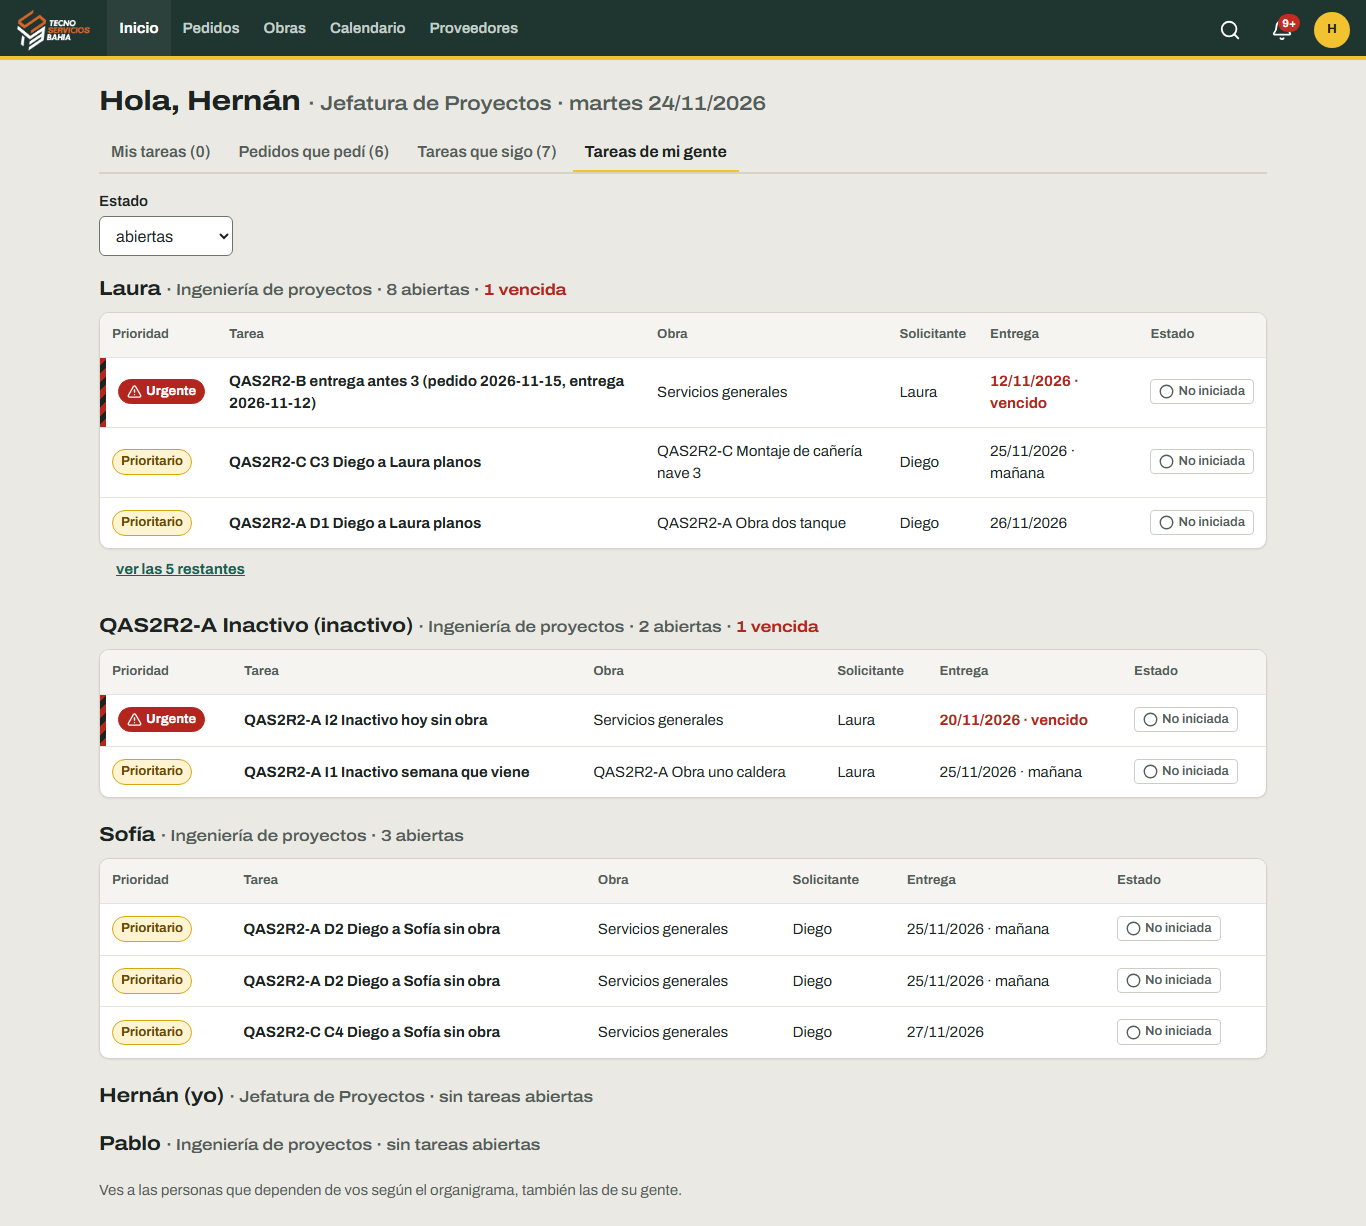 TECNO
SERVICIOS
BAHIA
Inicio
Pedidos
Obras
Calendario
Proveedores
9+
H
Hola, Hernán · Jefatura de Proyectos · martes 24/11/2026
Mis tareas (0)
Pedidos que pedí (6)
Tareas que sigo (7)
Tareas de mi gente
Estado
abiertas
Laura · Ingeniería de proyectos · 8 abiertas · 1 vencida
Prioridad Tarea Obra Solicitante Entrega Estado
Urgente QAS2R2-B entrega antes 3 (pedido 2026-11-15, entrega 2026-11-12) Servicios generales Laura 12/11/2026 · vencido No iniciada
Prioritario QAS2R2-C C3 Diego a Laura planos QAS2R2-C Montaje de cañería nave 3 Diego 25/11/2026 · mañana No iniciada
Prioritario QAS2R2-A D1 Diego a Laura planos QAS2R2-A Obra dos tanque Diego 26/11/2026 No iniciada
ver las 5 restantes
QAS2R2-A Inactivo (inactivo) · Ingeniería de proyectos · 2 abiertas · 1 vencida
Prioridad Tarea Obra Solicitante Entrega Estado
Urgente QAS2R2-A I2 Inactivo hoy sin obra Servicios generales Laura 20/11/2026 · vencido No iniciada
Prioritario QAS2R2-A I1 Inactivo semana que viene QAS2R2-A Obra uno caldera Laura 25/11/2026 · mañana No iniciada
Sofía · Ingeniería de proyectos · 3 abiertas
Prioridad Tarea Obra Solicitante Entrega Estado
Prioritario QAS2R2-A D2 Diego a Sofía sin obra Servicios generales Diego 25/11/2026 · mañana No iniciada
Prioritario QAS2R2-A D2 Diego a Sofía sin obra Servicios generales Diego 25/11/2026 · mañana No iniciada
Prioritario QAS2R2-C C4 Diego a Sofía sin obra Servicios generales Diego 27/11/2026 No iniciada
Hernán (yo) · Jefatura de Proyectos · sin tareas abiertas
Pablo · Ingeniería de proyectos · sin tareas abiertas
Ves a las personas que dependen de vos según el organigrama, también las de su gente.